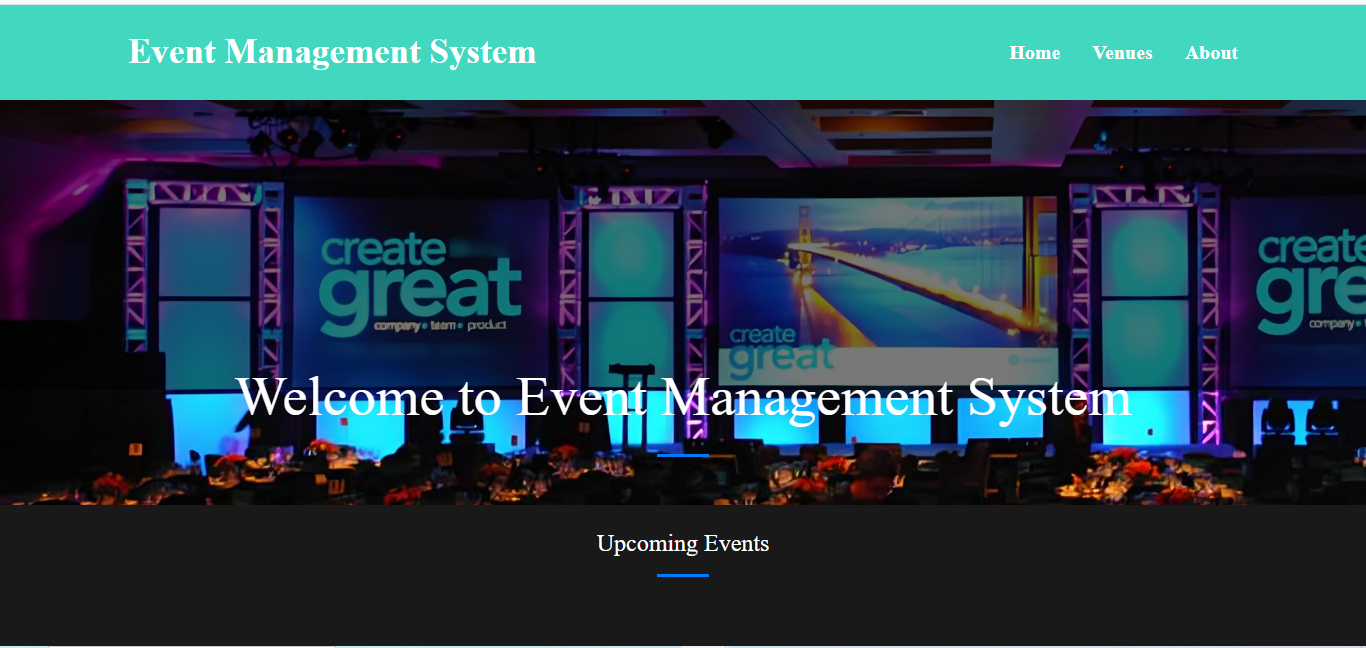 Event Management System
Home Venues About
create
great
company • team • product
create
great
create
gre
company • t
Welcome to Event Management System
Upcoming Events